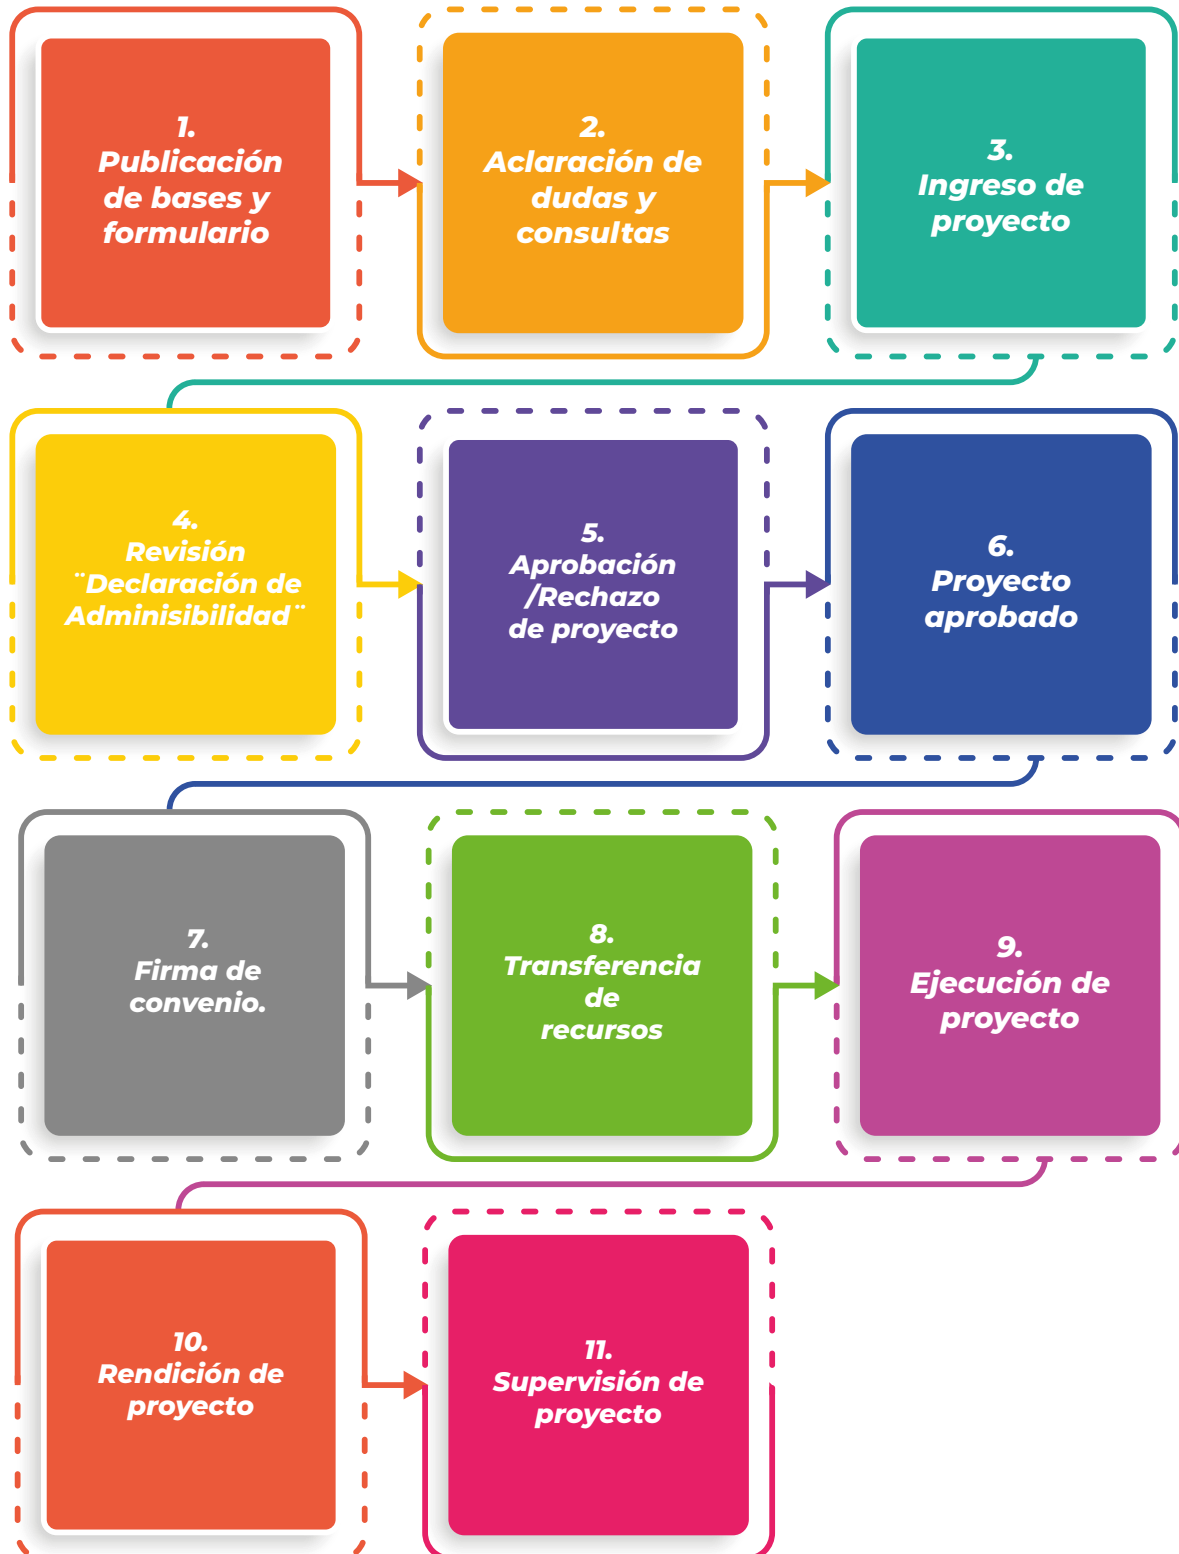 1.
Publicación
de bases y
formulario
2.
Aclaración de
dudas y
consultas
3.
Ingreso de
proyecto
4.
Revisión
¨Declaración de
Adminisibilidad¨
5.
Aprobación
/Rechazo
de proyecto
6.
Proyecto
aprobado
7.
Firma de
convenio.
8.
Transferencia
de
recursos
9.
Ejecución de
proyecto
10.
Rendición de
proyecto
11.
Supervisión de
proyecto